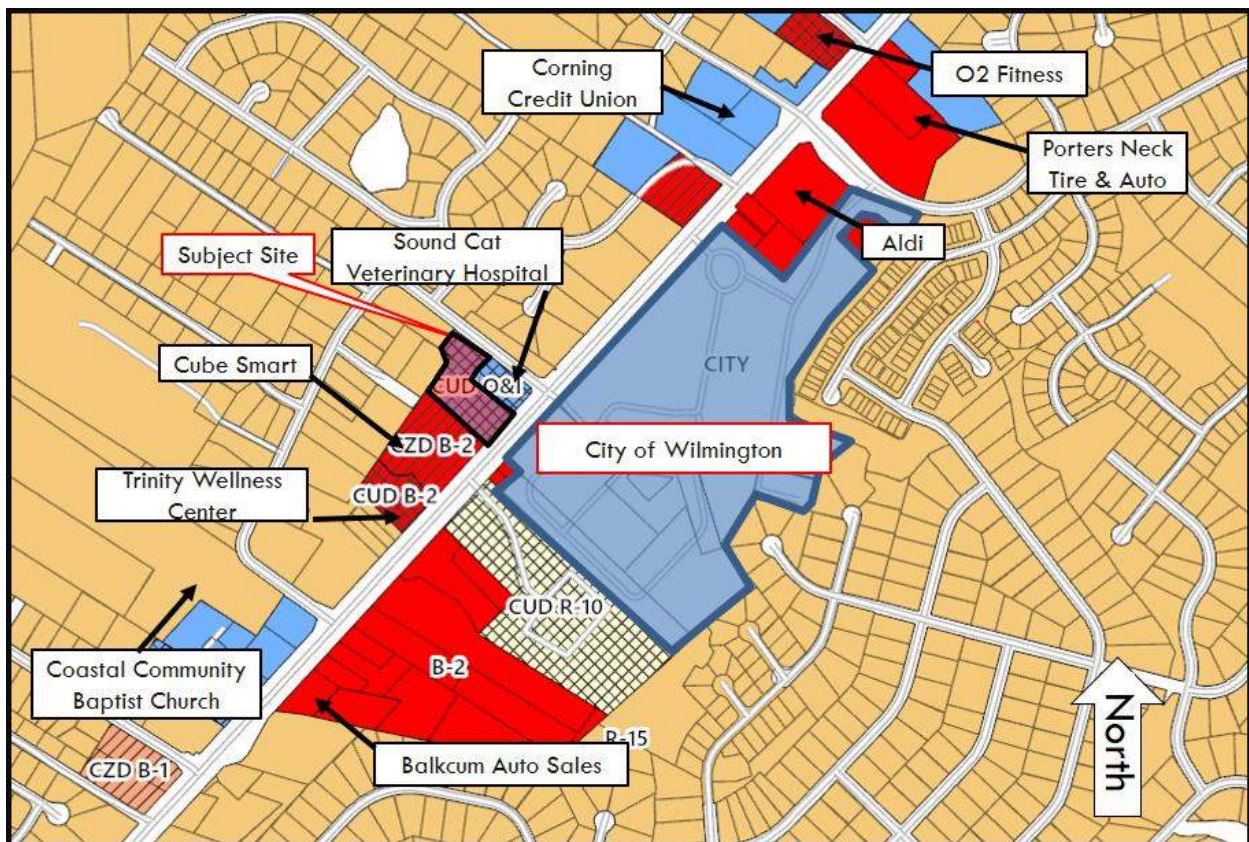 Corning
Credit Union
O2 Fitness
Porters Neck
Tire & Auto
Sound Cat
Veterinary Hospital
Subject Site
Aldi
Cube Smart
CITY
CUD O&I
CZD B-2
City of Wilmington
Trinity Wellness
Center
CUD B-2
CUD R-10
Coastal Community
Baptist Church
B-2
R-15
North
CZD B-1
Balkcum Auto Sales